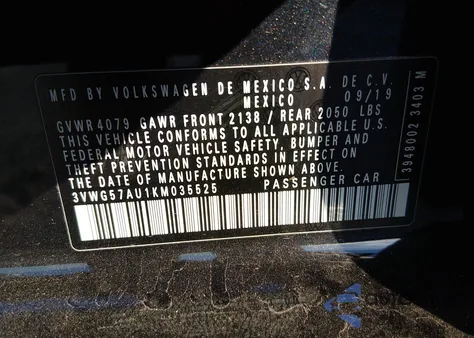 MFD BY VOLKSWAGEN DE MEXICO S.A. DE C.V.
MEXICO 09/19
GVWR 4079 GAWR FRONT 2138 / REAR 2050 LBS
THIS VEHICLE CONFORMS TO ALL APPLICABLE U.S.
FEDERAL MOTOR VEHICLE SAFETY, BUMPER AND
THEFT PREVENTION STANDARDS IN EFFECT ON
THE DATE OF MANUFACTURE SHOWN ABOVE.
3VWG57AU1KM035525 PASSENGER CAR
3948002 3403 M